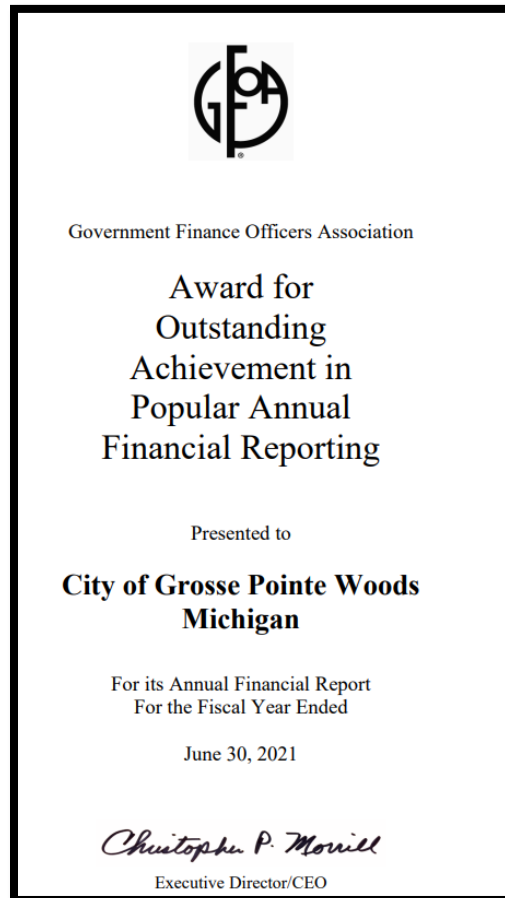 GFOA
®
Government Finance Officers Association
Award for
Outstanding
Achievement in
Popular Annual
Financial Reporting
Presented to
City of Grosse Pointe Woods
Michigan
For its Annual Financial Report
For the Fiscal Year Ended
June 30, 2021
Christopher P. Morrill
Executive Director/CEO